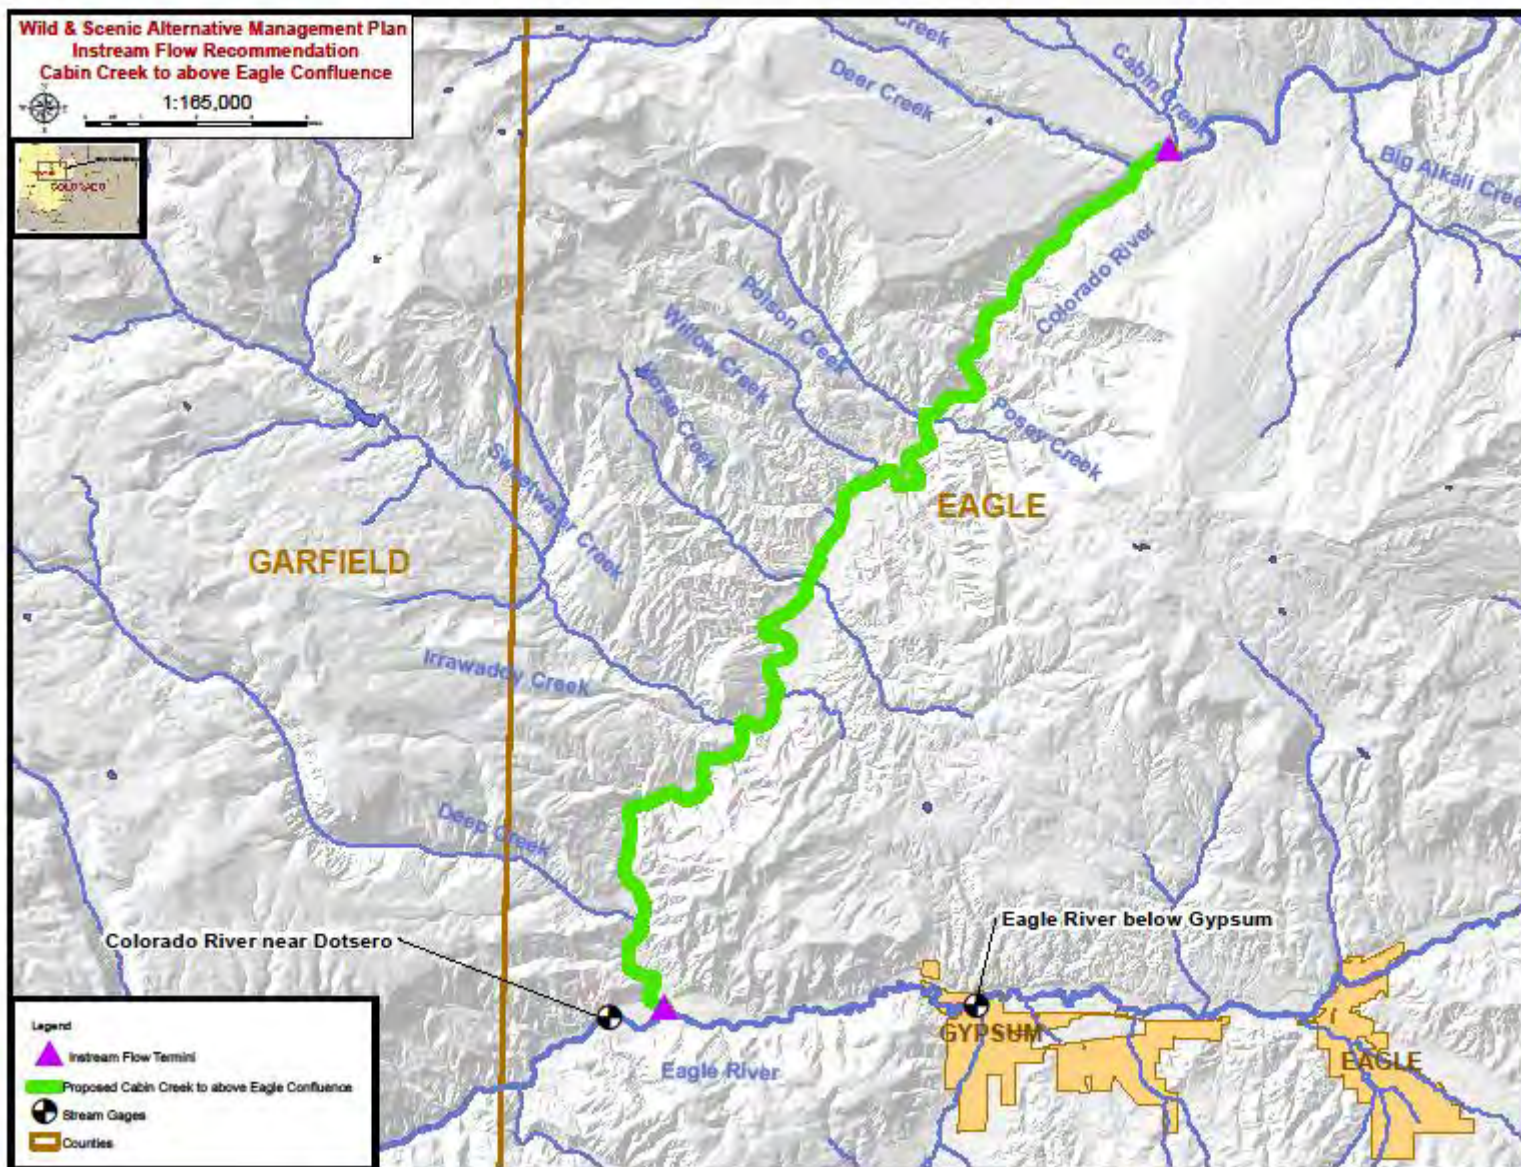 Wild & Scenic Alternative Management Plan
Instream Flow Recommendation
Cabin Creek to above Eagle Confluence
1:165,000
COLORADO
Creek
Cabin Creek
Deer Creek
Big Alkali Cree
Colorado River
Poison Creek
Willow Creek
Horse Creek
Posey Creek
Sweetwater Creek
EAGLE
GARFIELD
Irrawaddy Creek
Deep Creek
Colorado River near Dotsero
Eagle River below Gypsum
GYPSUM
EAGLE
Eagle River
Legend
Instream Flow Termini
Proposed Cabin Creek to above Eagle Confluence
Stream Gages
Counties